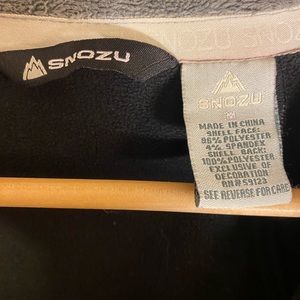 SNOZU
SNOZU
SNOZU
M
MADE IN CHINA
SHELL FACE:
96% POLYESTER
4% SPANDEX
SHELL BACK:
100% POLYESTER
EXCLUSIVE OF
DECORATION
RN# 59123
SEE REVERSE FOR CARE